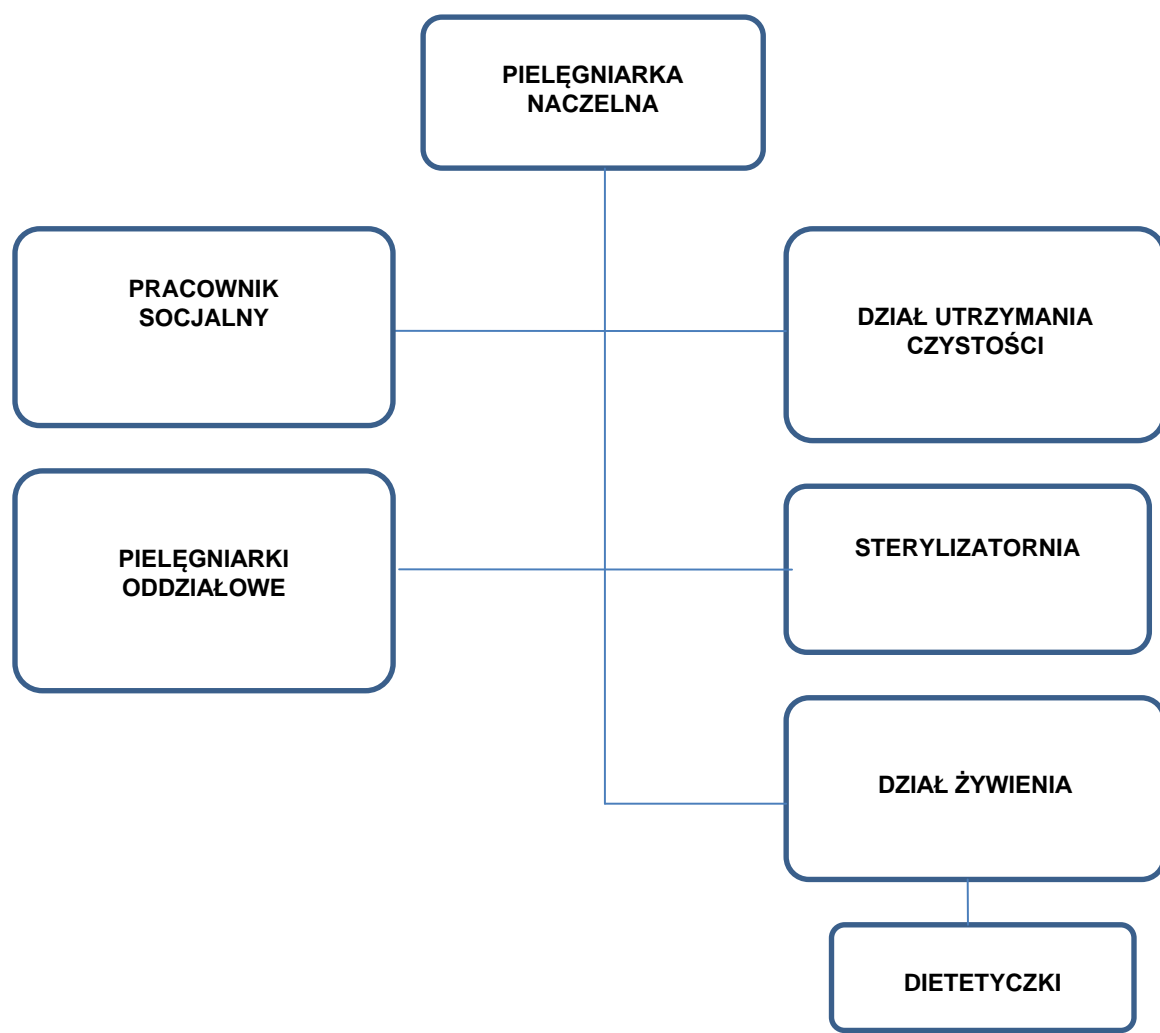 PIELĘGNIARKA
NACZELNA
PRACOWNIK
SOCJALNY
DZIAŁ UTRZYMANIA
CZYSTOŚCI
PIELĘGNIARKI
ODDZIAŁOWE
STERYLIZATORNIA
DZIAŁ ŻYWIENIA
DIETETYCZKI